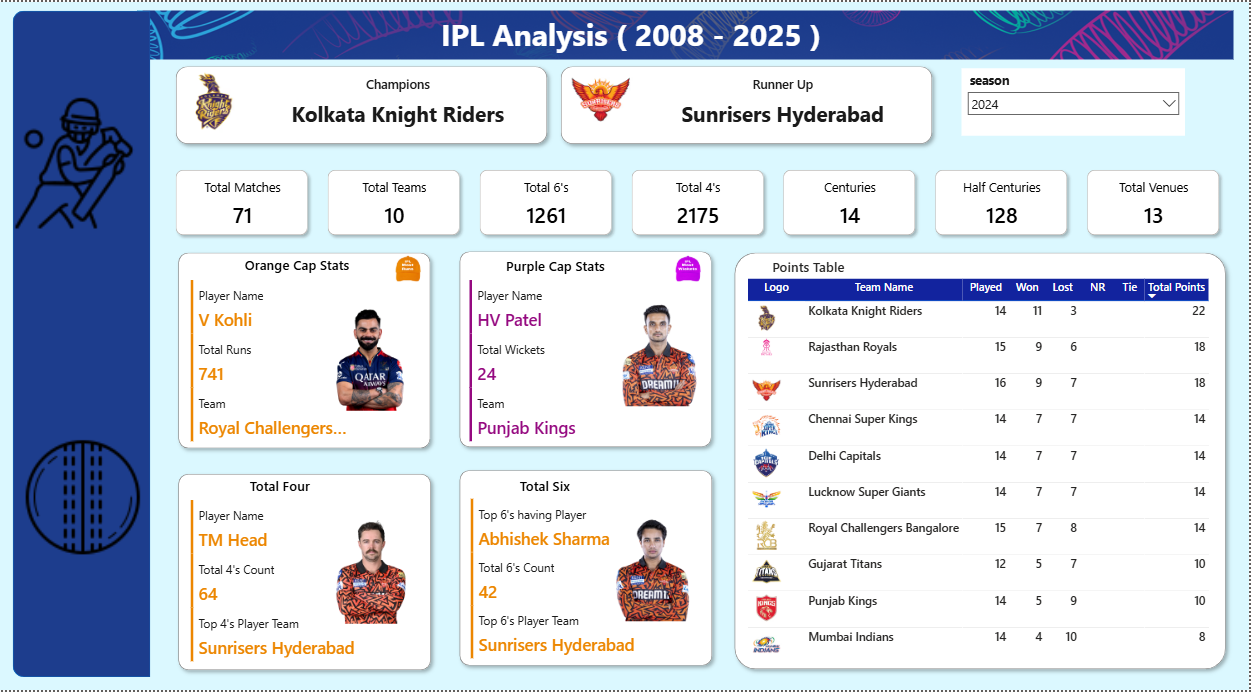 IPL Analysis ( 2008 - 2025 )
Champions
Kolkata Knight Riders
Runner Up
Sunrisers Hyderabad
season
2024
Total Matches
71
Total Teams
10
Total 6's
1261
Total 4's
2175
Centuries
14
Half Centuries
128
Total Venues
13
Orange Cap Stats
Player Name
V Kohli
Total Runs
741
Team
Royal Challengers...
QATAR
AIRWAYS
Purple Cap Stats
Player Name
HV Patel
Total Wickets
24
Team
Punjab Kings
DREAM11
Total Four
Player Name
TM Head
Total 4's Count
64
Top 4's Player Team
Sunrisers Hyderabad
Total Six
Top 6's having Player
Abhishek Sharma
Total 6's Count
42
Top 6's Player Team
Sunrisers Hyderabad
DREAM11
Points Table
Logo Team Name Played Won Lost NR Tie Total Points
Kolkata Knight Riders 14 11 3 22
Rajasthan Royals 15 9 6 18
Sunrisers Hyderabad 16 9 7 18
Chennai Super Kings 14 7 7 14
Delhi Capitals 14 7 7 14
Lucknow Super Giants 14 7 7 14
Royal Challengers Bangalore 15 7 8 14
Gujarat Titans 12 5 7 10
Punjab Kings 14 5 9 10
Mumbai Indians 14 4 10 8